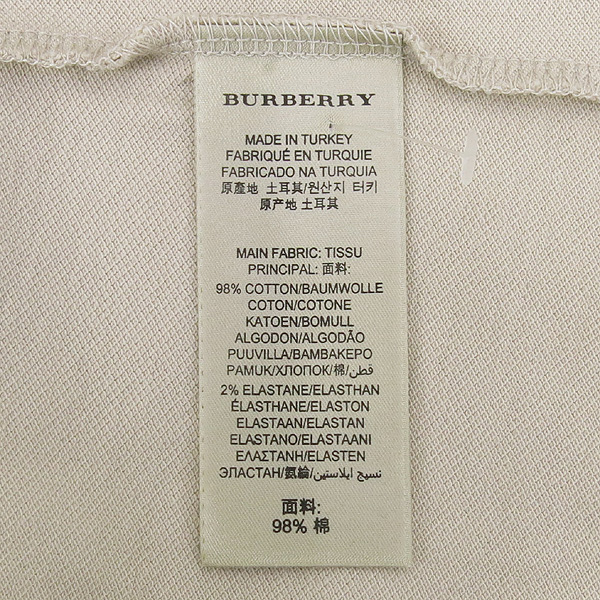 BURBERRY
MADE IN TURKEY
FABRIQUÉ EN TURQUIE
FABRICADO NA TURQUIA
原產地 土耳其/원산지 터키
原产地 土耳其
MAIN FABRIC: TISSU
PRINCIPAL: 面料:
98% COTTON/BAUMWOLLE
COTON/COTONE
KATOEN/BOMULL
ALGODON/ALGODÃO
PUUVILLA/BAMBAKEPO
PAMUK/ХЛОПОК/棉/قطن
2% ELASTANE/ELASTHAN
ÉLASTHANE/ELASTON
ELASTAAN/ELASTAN
ELASTANO/ELASTAANI
ΕΛΑΣΤΑΝΗ/ELASTEN
ЭЛАСТАН/氨綸/نسيج ايلاستين
面料:
98% 棉